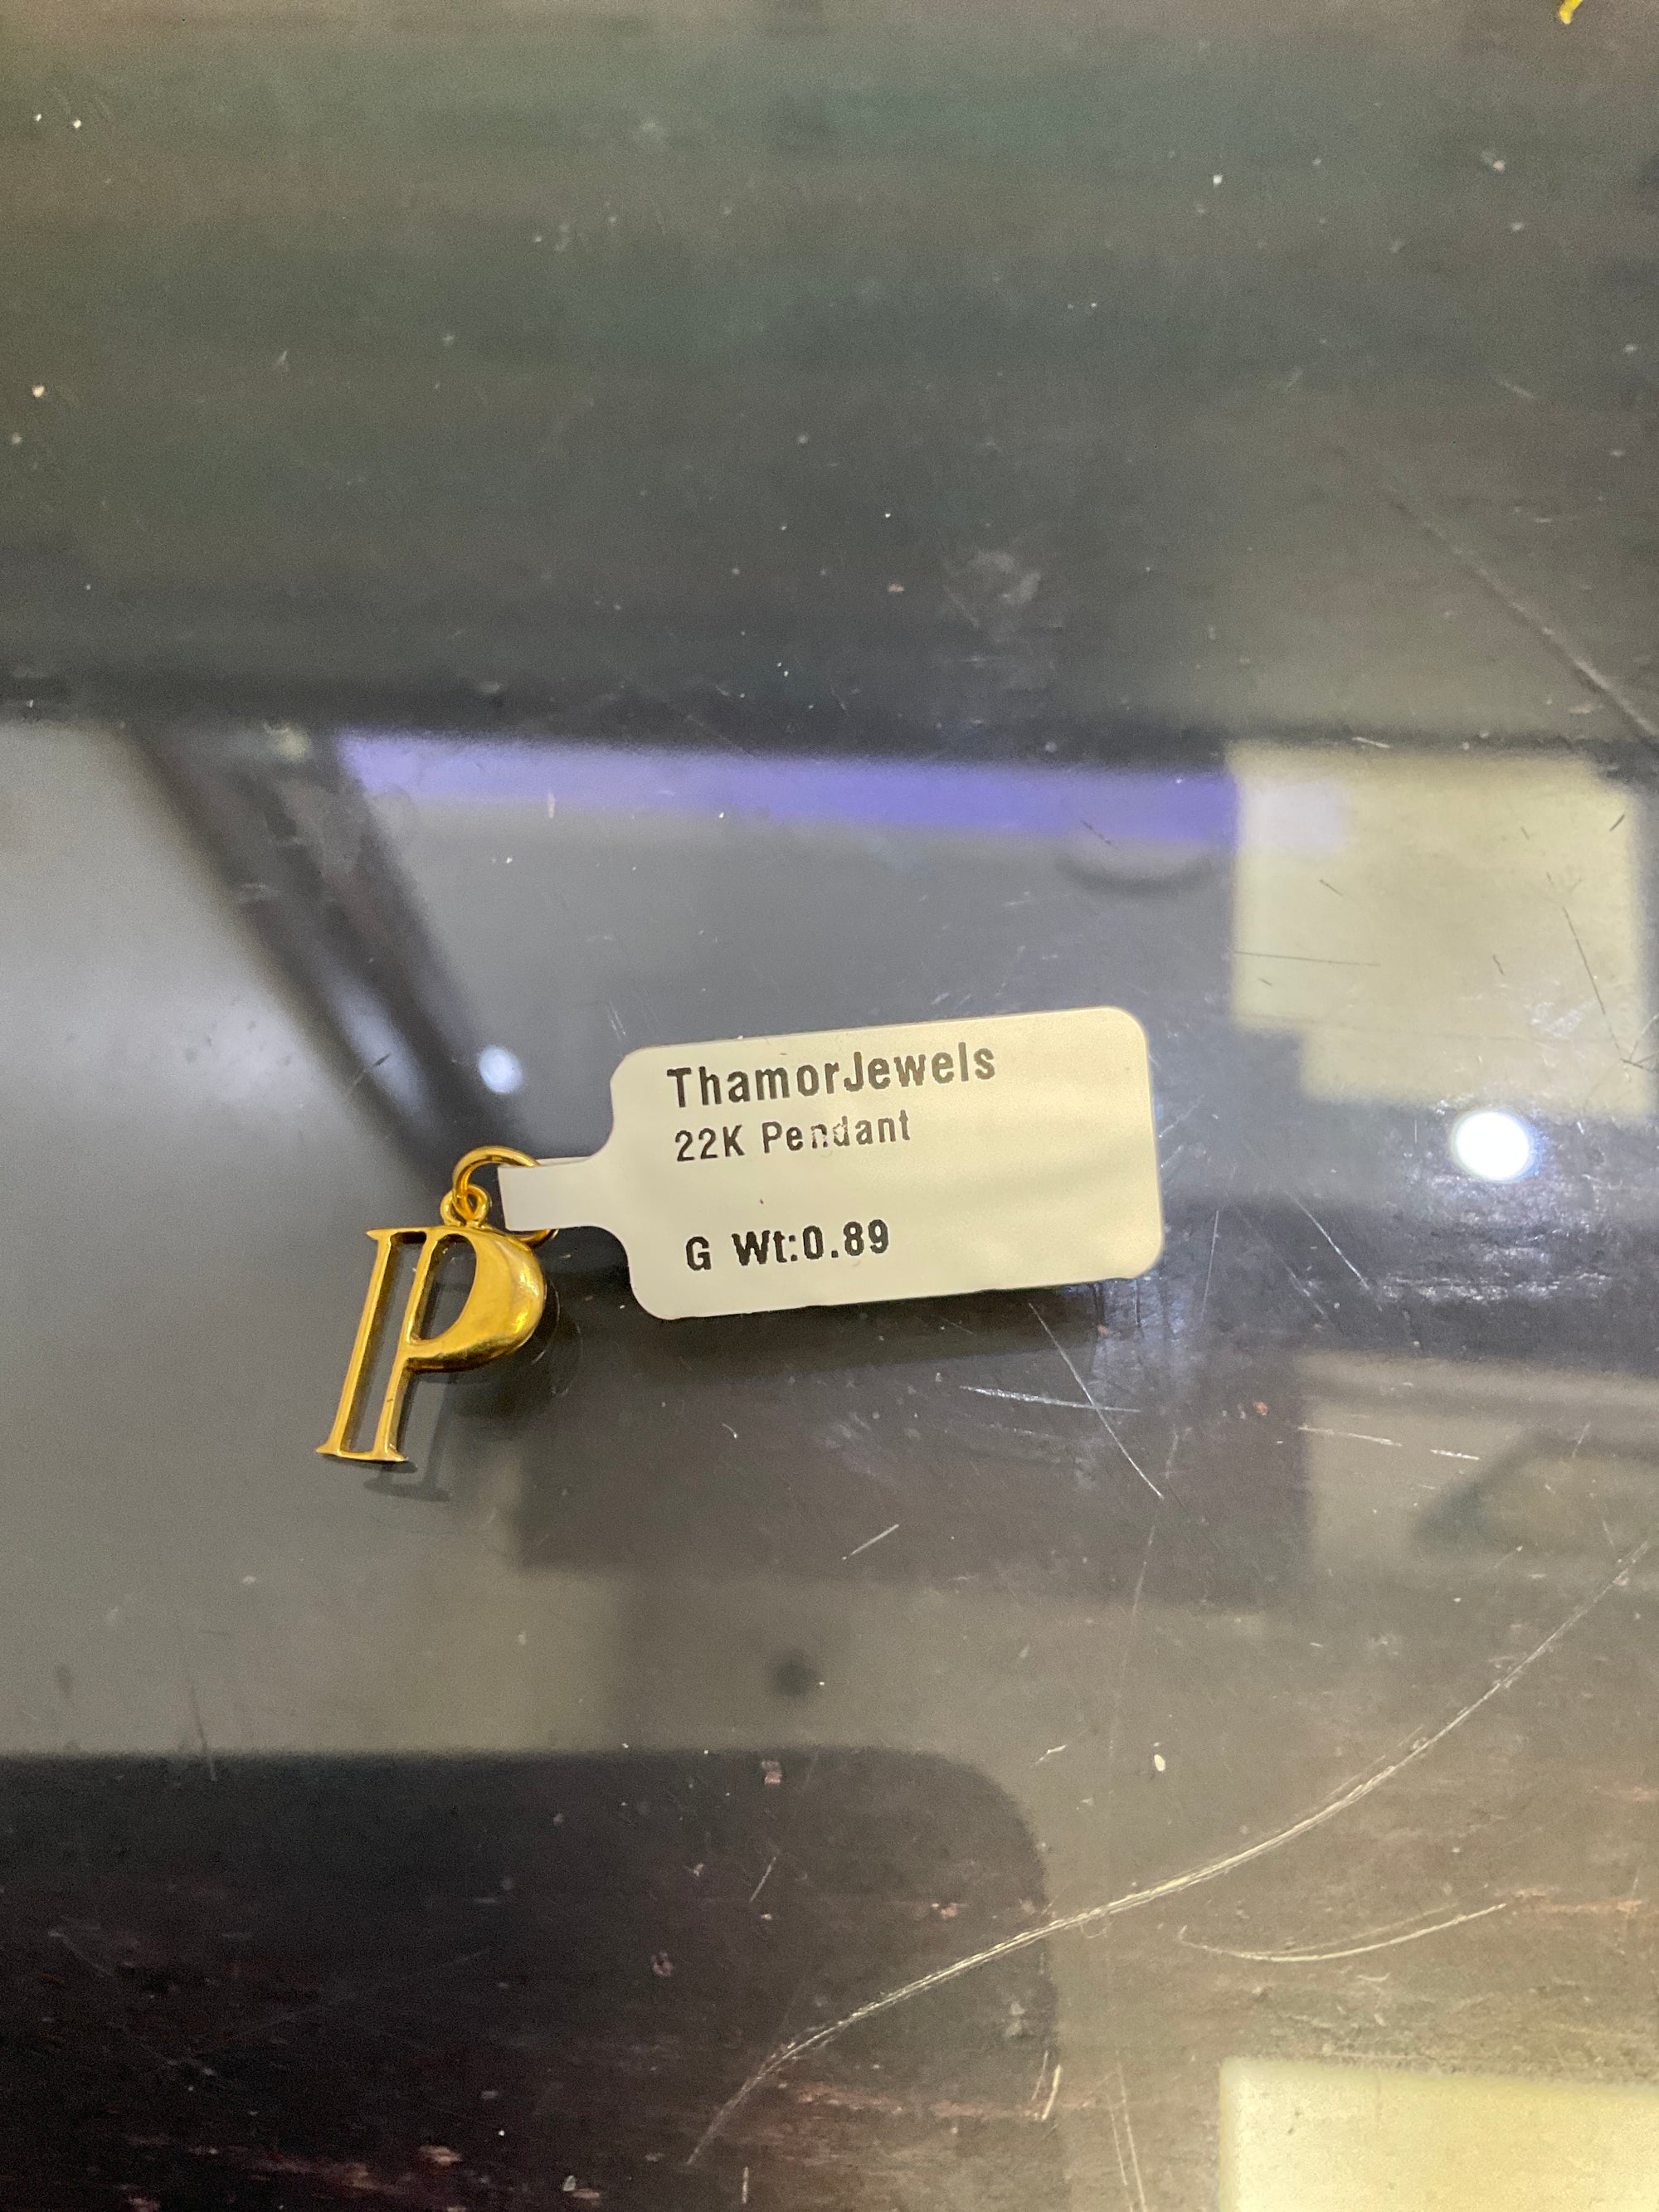 ThamorJewels
22K Pendant
G Wt:0.89
P